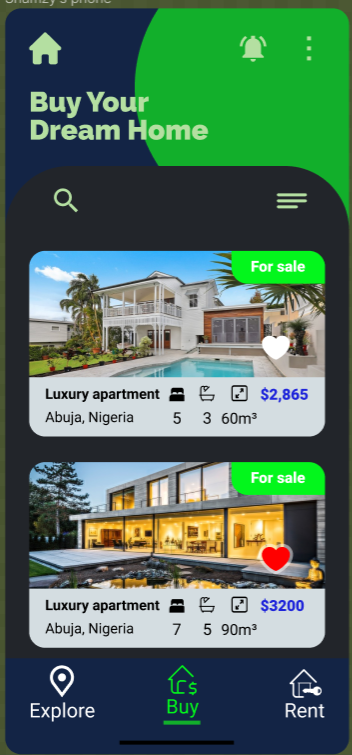 Shamzy's phone
Buy Your
Dream Home
For sale
Luxury apartment $2,865
Abuja, Nigeria 5 3 60m³
For sale
Luxury apartment $3200
Abuja, Nigeria 7 5 90m³
Explore Buy Rent